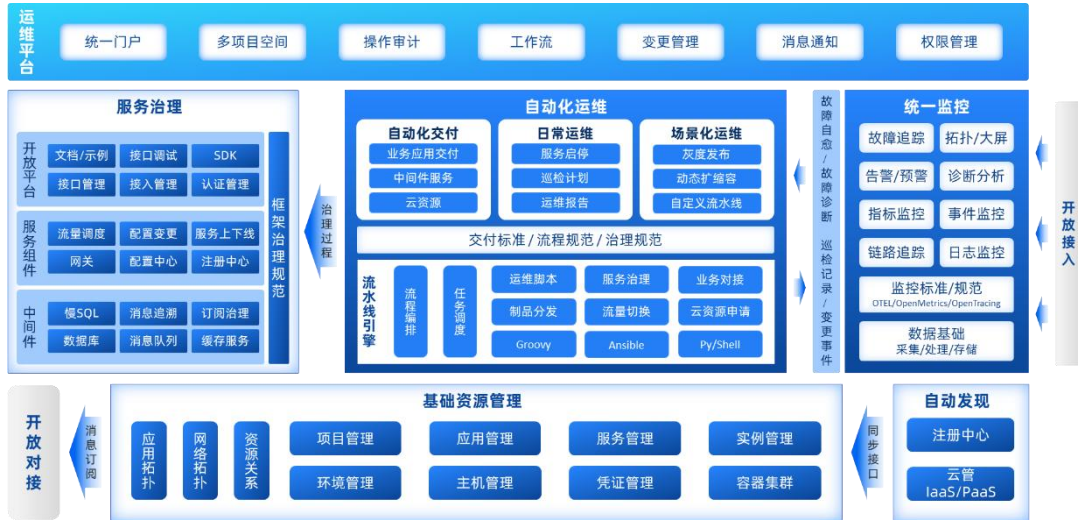 运维平台
统一门户
多项目空间
操作审计
工作流
变更管理
消息通知
权限管理
服务治理
开放平台
文档/示例
接口调试
SDK
接口管理
接入管理
认证管理
服务组件
流量调度
配置变更
服务上下线
网关
配置中心
注册中心
中间件
慢SQL
消息追溯
订阅治理
数据库
消息队列
缓存服务
框架治理规范
治理过程
自动化运维
自动化交付
业务应用交付
中间件服务
云资源
日常运维
服务启停
巡检计划
运维报告
场景化运维
灰度发布
动态扩缩容
自定义流水线
交付标准/流程规范/治理规范
流水线引擎
流程编排
任务调度
运维脚本
服务治理
业务对接
制品分发
流量切换
云资源申请
Groovy
Ansible
Py/Shell
故障自愈/故障诊断
巡检记录/变更事件
统一监控
故障追踪
拓扑/大屏
告警/预警
诊断分析
指标监控
事件监控
链路追踪
日志监控
监控标准/规范
OTEL/OpenMetrics/OpenTracing
数据基础
采集/处理/存储
开放接入
开放对接
消息订阅
基础资源管理
应用拓扑
网络拓扑
资源关系
项目管理
应用管理
服务管理
实例管理
环境管理
主机管理
凭证管理
容器集群
同步接口
自动发现
注册中心
云管
IaaS/PaaS